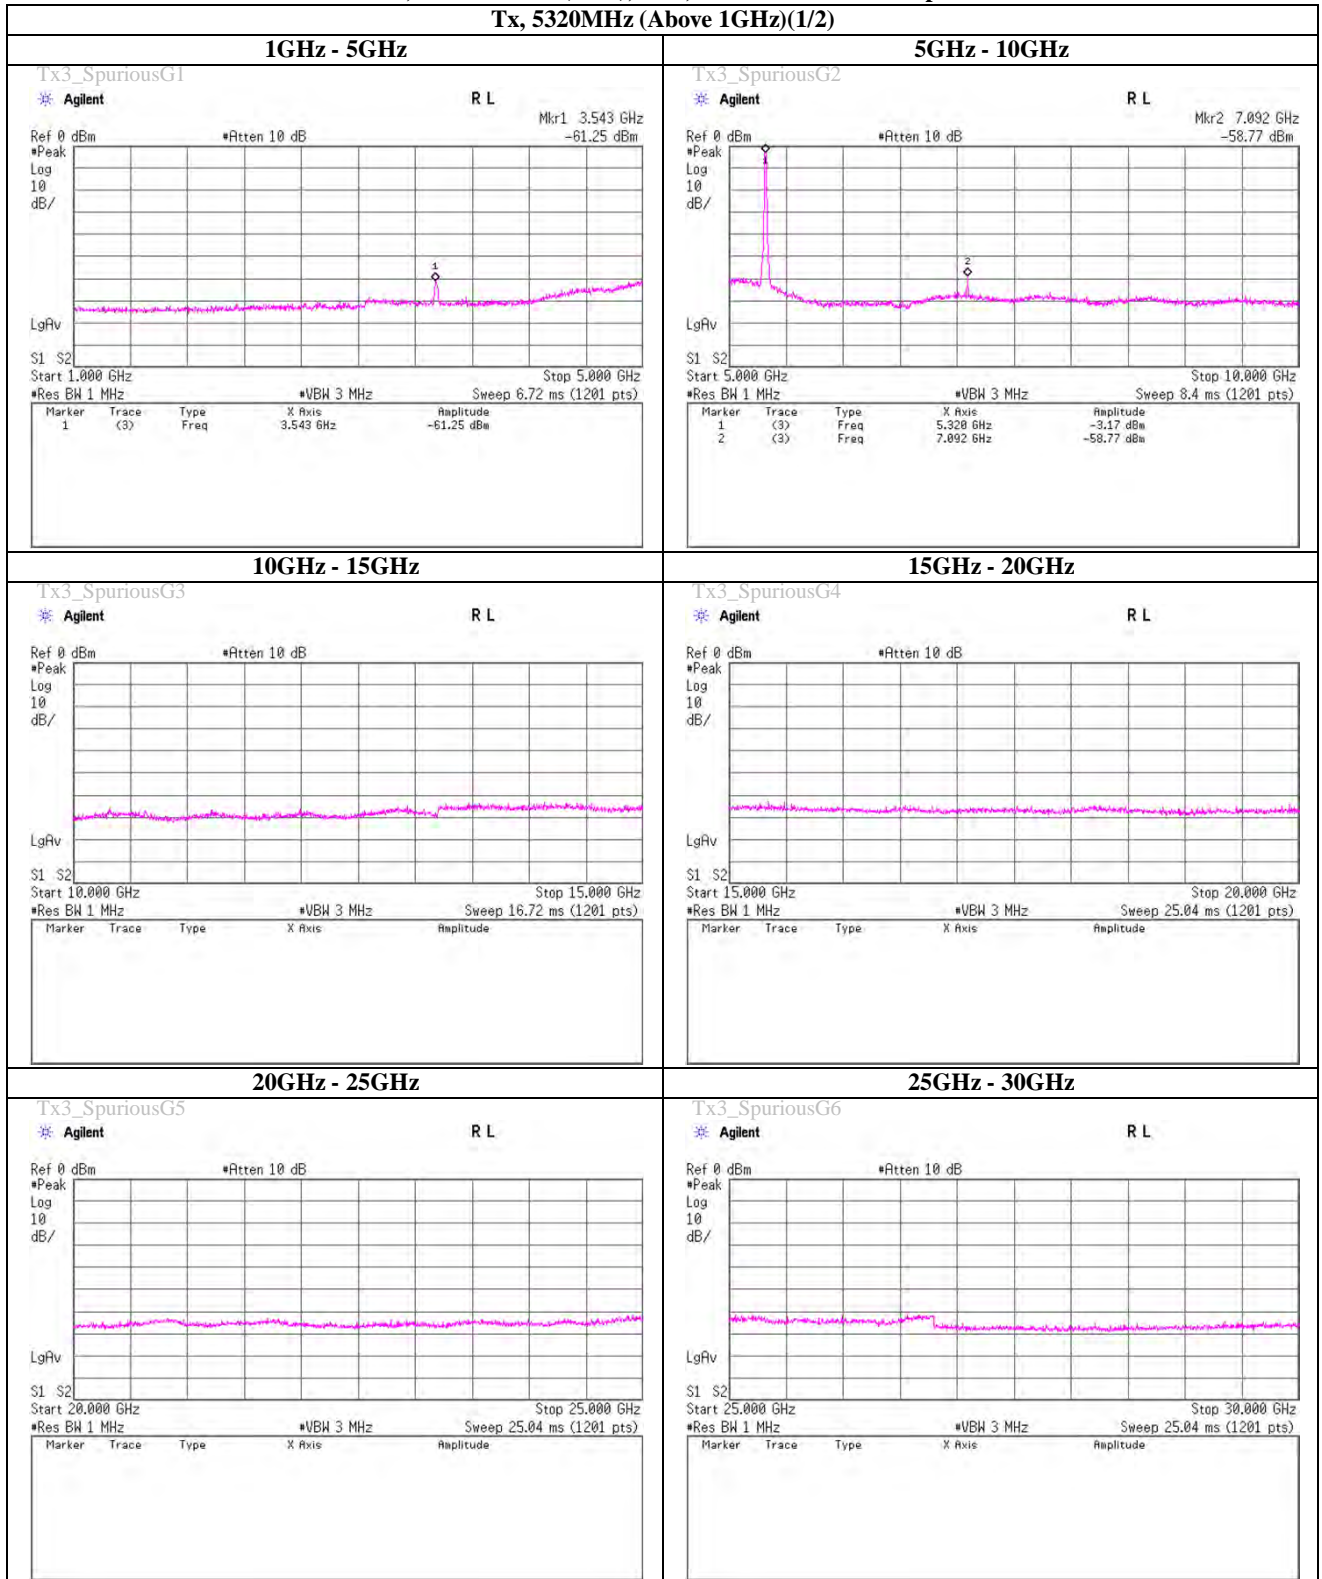 Tx, 5320MHz (Above 1GHz)(1/2)
1GHz - 5GHz
Tx3_SpuriousG1
Agilent
R L
Mkr1 3.543 GHz
Ref 0 dBm
#Atten 10 dB
-61.25 dBm
#Peak
Log
10
dB/
1
LgAv
S1 S2
Start 1.000 GHz
Stop 5.000 GHz
#Res BW 1 MHz
#VBW 3 MHz
Sweep 6.72 ms (1201 pts)
Marker Trace Type X Axis Amplitude
1 (3) Freq 3.543 GHz -61.25 dBm
5GHz - 10GHz
Tx3_SpuriousG2
Agilent
R L
Mkr2 7.092 GHz
Ref 0 dBm
#Atten 10 dB
-58.77 dBm
#Peak
Log
10
dB/
2
LgAv
S1 S2
Start 5.000 GHz
Stop 10.000 GHz
#Res BW 1 MHz
#VBW 3 MHz
Sweep 8.4 ms (1201 pts)
Marker Trace Type X Axis Amplitude
1 (3) Freq 5.320 GHz -3.17 dBm
2 (3) Freq 7.092 GHz -58.77 dBm
10GHz - 15GHz
Tx3_SpuriousG3
Agilent
R L
Ref 0 dBm
#Atten 10 dB
#Peak
Log
10
dB/
LgAv
S1 S2
Start 10.000 GHz
Stop 15.000 GHz
#Res BW 1 MHz
#VBW 3 MHz
Sweep 16.72 ms (1201 pts)
Marker Trace Type X Axis Amplitude
15GHz - 20GHz
Tx3_SpuriousG4
Agilent
R L
Ref 0 dBm
#Atten 10 dB
#Peak
Log
10
dB/
LgAv
S1 S2
Start 15.000 GHz
Stop 20.000 GHz
#Res BW 1 MHz
#VBW 3 MHz
Sweep 25.04 ms (1201 pts)
Marker Trace Type X Axis Amplitude
20GHz - 25GHz
Tx3_SpuriousG5
Agilent
R L
Ref 0 dBm
#Atten 10 dB
#Peak
Log
10
dB/
LgAv
S1 S2
Start 20.000 GHz
Stop 25.000 GHz
#Res BW 1 MHz
#VBW 3 MHz
Sweep 25.04 ms (1201 pts)
Marker Trace Type X Axis Amplitude
25GHz - 30GHz
Tx3_SpuriousG6
Agilent
R L
Ref 0 dBm
#Atten 10 dB
#Peak
Log
10
dB/
LgAv
S1 S2
Start 25.000 GHz
Stop 30.000 GHz
#Res BW 1 MHz
#VBW 3 MHz
Sweep 25.04 ms (1201 pts)
Marker Trace Type X Axis Amplitude